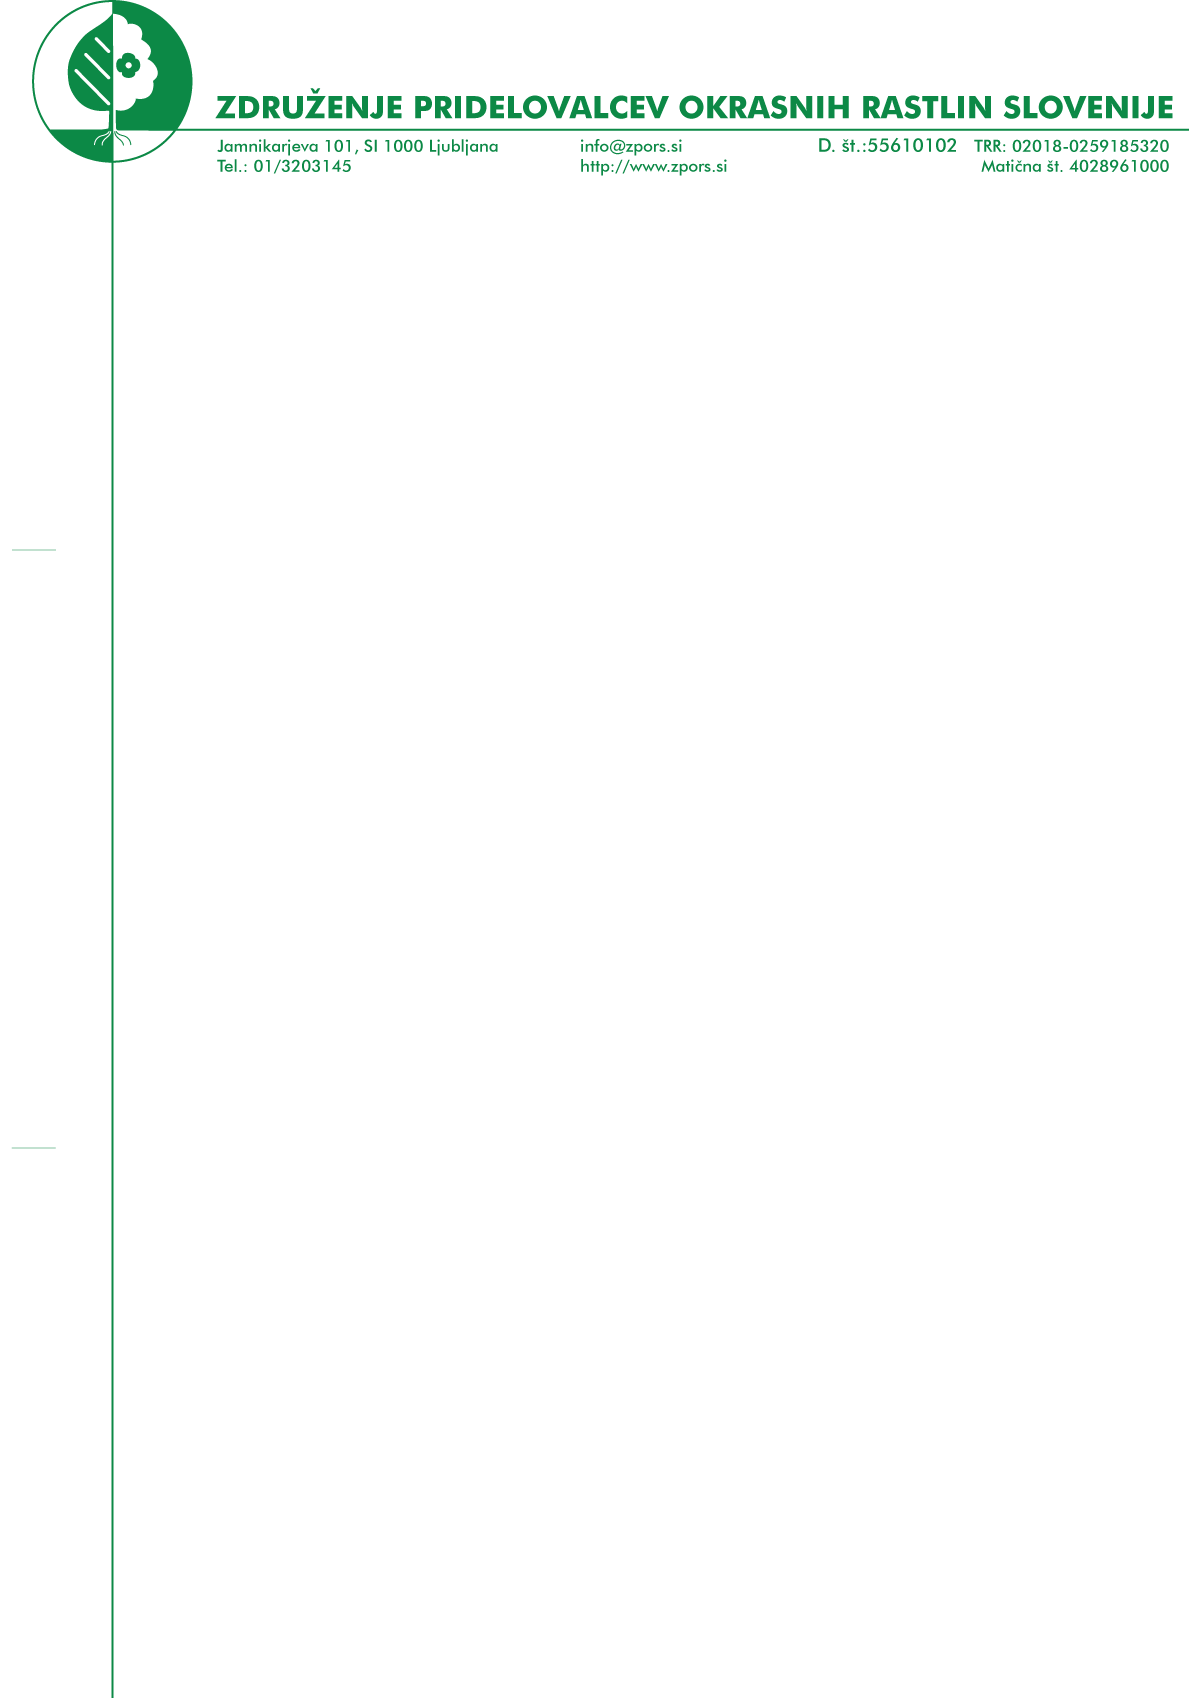 ZDRUŽENJE PRIDELOVALCEV OKRASNIH RASTLIN SLOVENIJE
Jamnikarjeva 101, SI 1000 Ljubljana info@zpors.si D. št.:55610102 TRR: 02018-0259185320
Tel.: 01/3203145 http://www.zpors.si Matična št. 4028961000